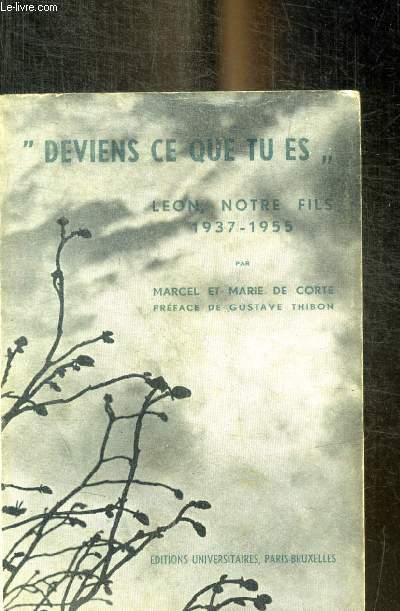 Le-livre.com
" DEVIENS CE QUE TU ES „
LEON, NOTRE FILS
1937-1955
PAR
MARCEL ET MARIE DE CORTE
PRÉFACE DE GUSTAVE THIBON
EDITIONS UNIVERSITAIRES, PARIS-BRUXELLES